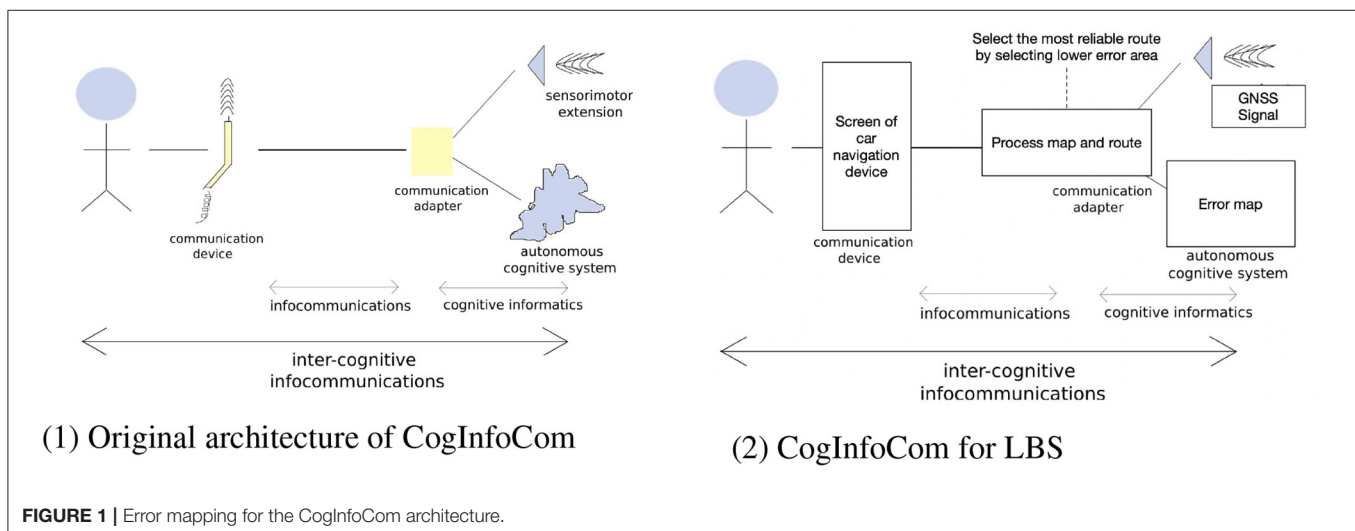 sensorimotor
extension
communication
adapter
communication
device
autonomous
cognitive system
infocommunications
cognitive informatics
inter-cognitive
infocommunications
(1) Original architecture of CogInfoCom
Select the most reliable route
by selecting lower error area
GNSS
Signal
Screen of
car
navigation
device
Process map and route
communication
adapter
Error map
communication
device
autonomous
cognitive system
infocommunications
cognitive informatics
inter-cognitive
infocommunications
(2) CogInfoCom for LBS
FIGURE 1 | Error mapping for the CogInfoCom architecture.